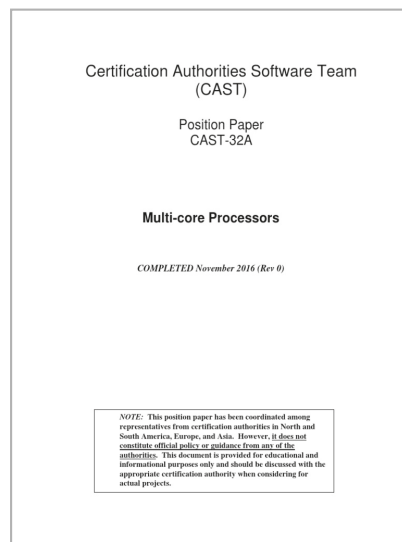 Certification Authorities Software Team
(CAST)
Position Paper
CAST-32A
Multi-core Processors
COMPLETED November 2016 (Rev 0)
NOTE: This position paper has been coordinated among
representatives from certification authorities in North and
South America, Europe, and Asia. However, it does not
constitute official policy or guidance from any of the
authorities. This document is provided for educational and
informational purposes only and should be discussed with the
appropriate certification authority when considering for
actual projects.